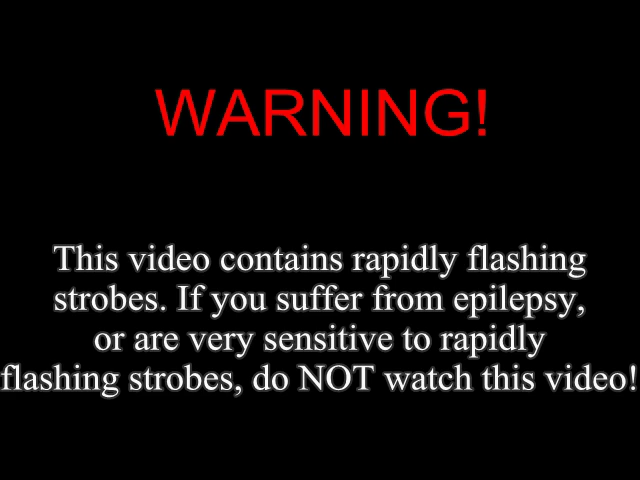 WARNING!
This video contains rapidly flashing
strobes. If you suffer from epilepsy,
or are very sensitive to rapidly
flashing strobes, do NOT watch this video!